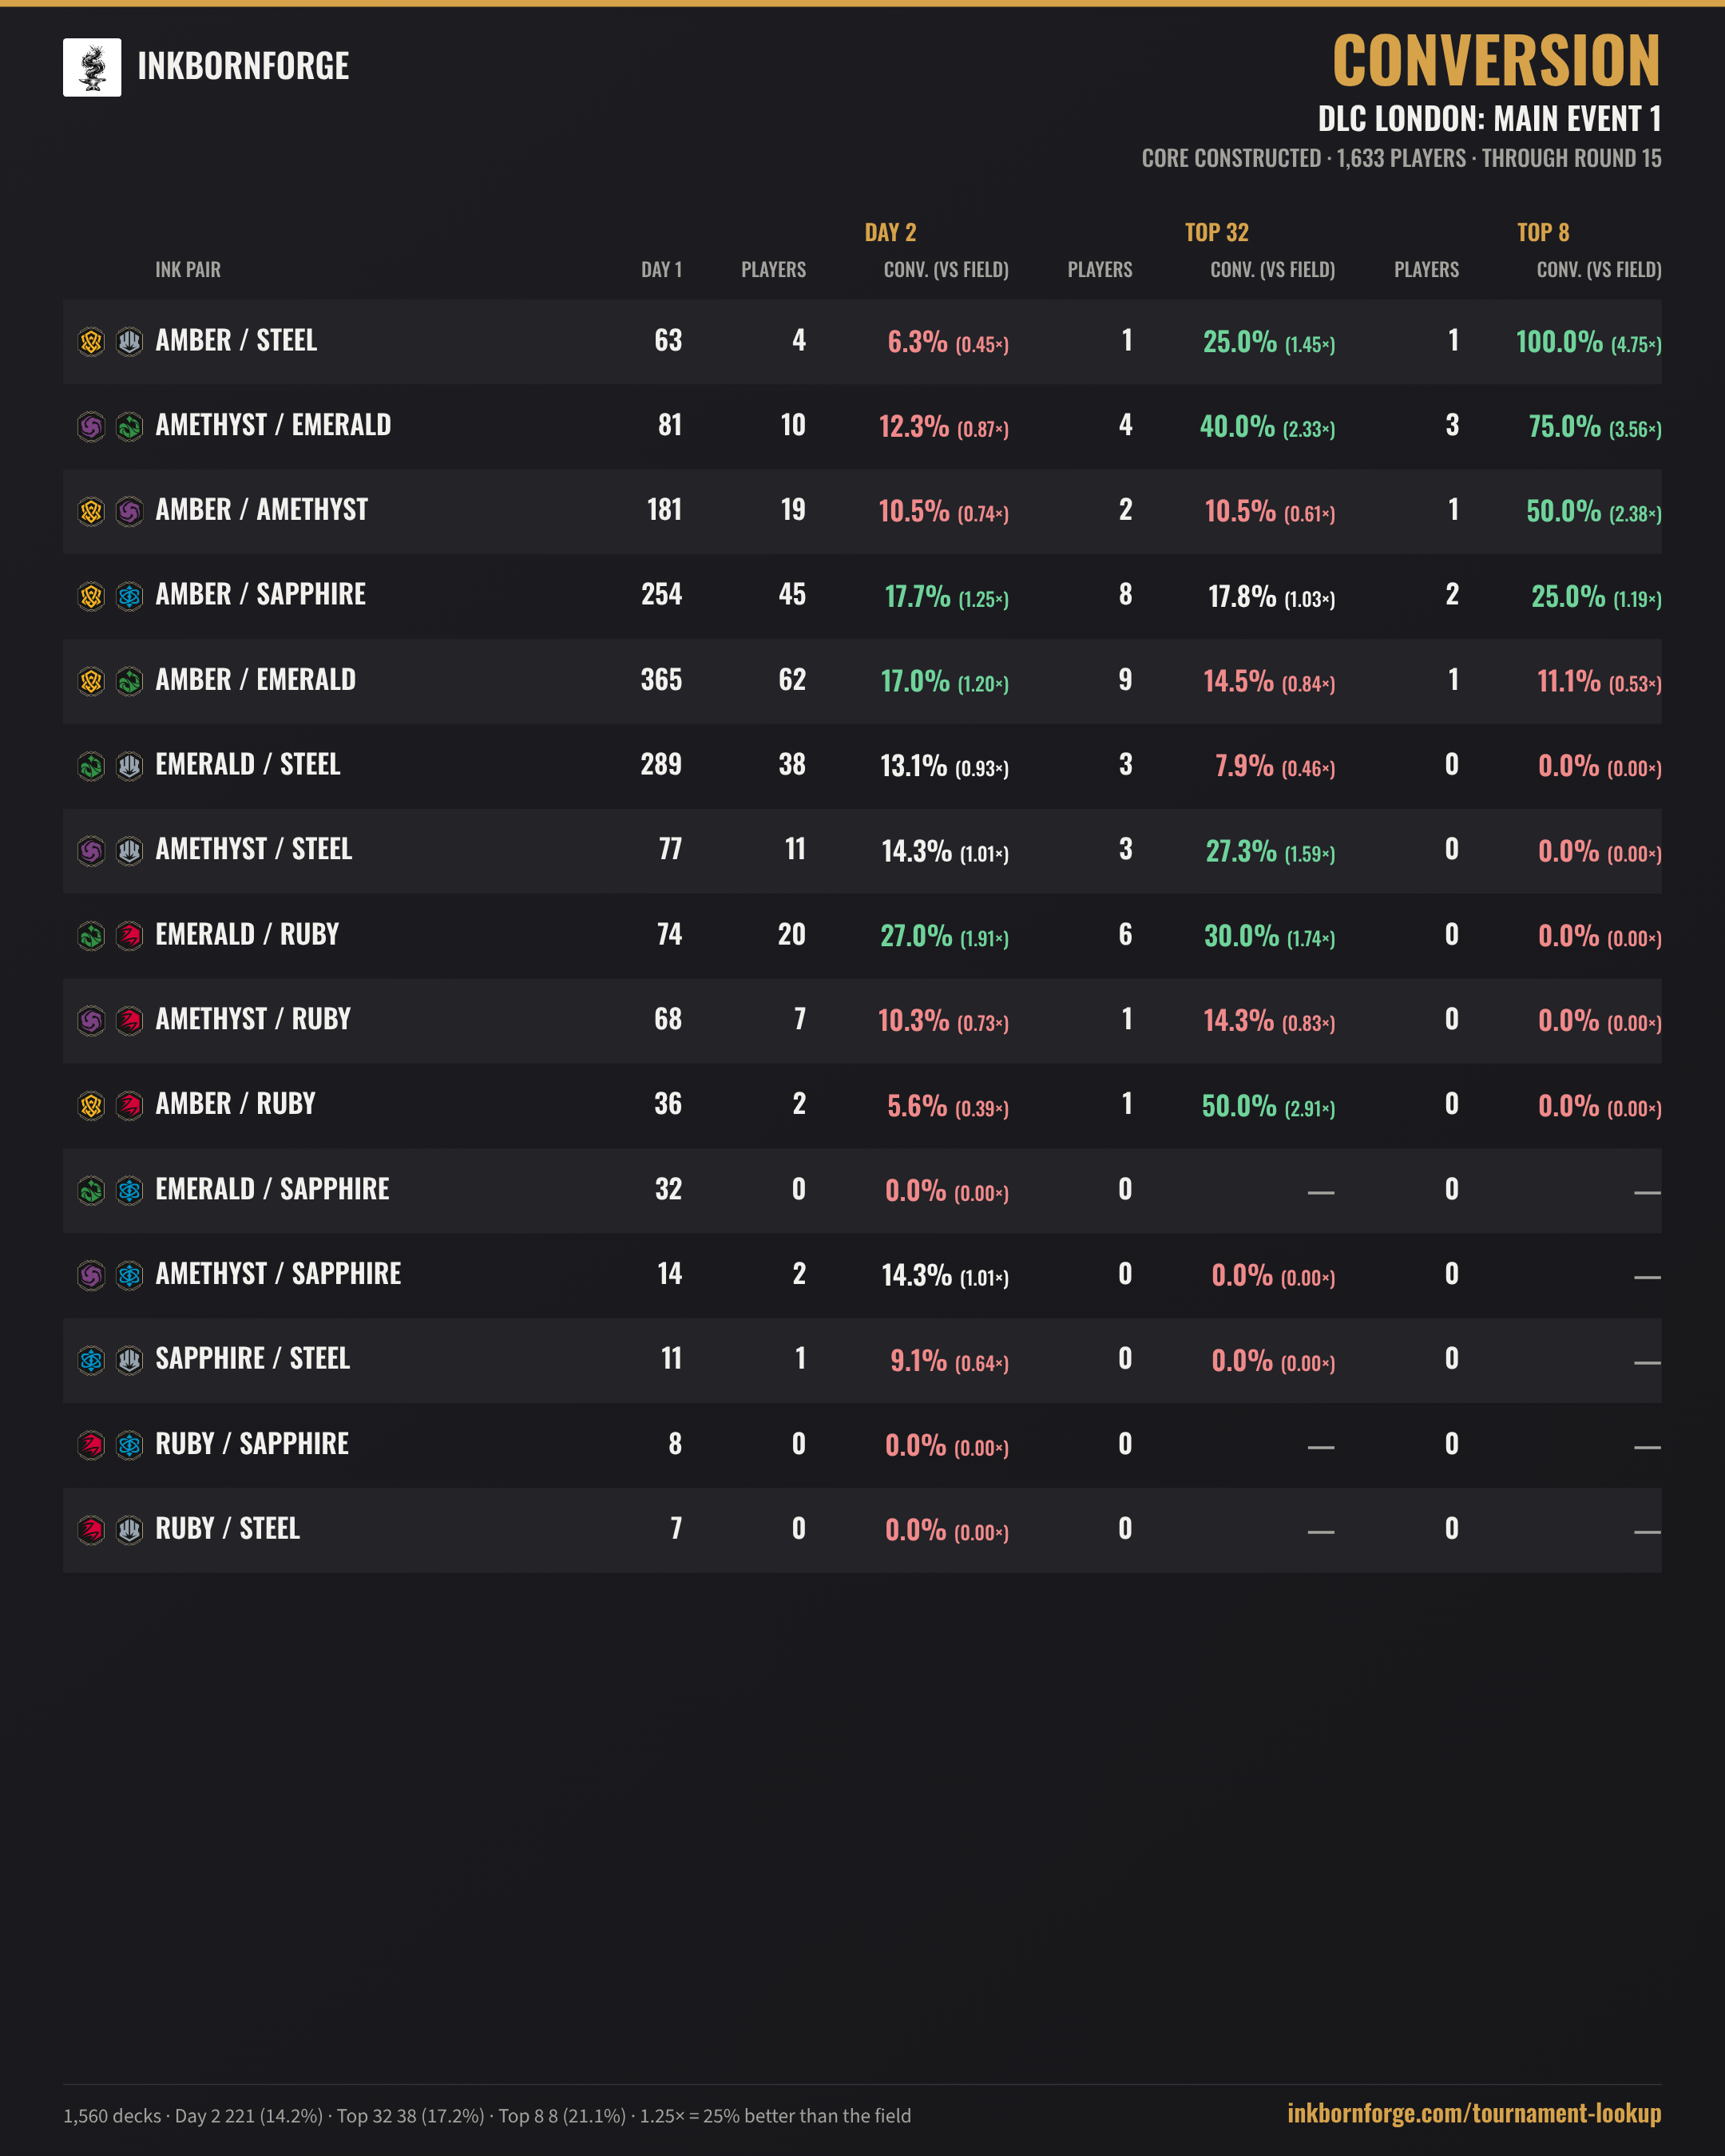 INKBORNFORGE
CONVERSION
DLC LONDON: MAIN EVENT 1
CORE CONSTRUCTED · 1,633 PLAYERS · THROUGH ROUND 15
DAY 2 TOP 32 TOP 8
INK PAIR DAY 1 PLAYERS CONV. (VS FIELD) PLAYERS CONV. (VS FIELD) PLAYERS CONV. (VS FIELD)
AMBER / STEEL 63 4 6.3% (0.45×) 1 25.0% (1.45×) 1 100.0% (4.75×)
AMETHYST / EMERALD 81 10 12.3% (0.87×) 4 40.0% (2.33×) 3 75.0% (3.56×)
AMBER / AMETHYST 181 19 10.5% (0.74×) 2 10.5% (0.61×) 1 50.0% (2.38×)
AMBER / SAPPHIRE 254 45 17.7% (1.25×) 8 17.8% (1.03×) 2 25.0% (1.19×)
AMBER / EMERALD 365 62 17.0% (1.20×) 9 14.5% (0.84×) 1 11.1% (0.53×)
EMERALD / STEEL 289 38 13.1% (0.93×) 3 7.9% (0.46×) 0 0.0% (0.00×)
AMETHYST / STEEL 77 11 14.3% (1.01×) 3 27.3% (1.59×) 0 0.0% (0.00×)
EMERALD / RUBY 74 20 27.0% (1.91×) 6 30.0% (1.74×) 0 0.0% (0.00×)
AMETHYST / RUBY 68 7 10.3% (0.73×) 1 14.3% (0.83×) 0 0.0% (0.00×)
AMBER / RUBY 36 2 5.6% (0.39×) 1 50.0% (2.91×) 0 0.0% (0.00×)
EMERALD / SAPPHIRE 32 0 0.0% (0.00×) 0 — 0 —
AMETHYST / SAPPHIRE 14 2 14.3% (1.01×) 0 0.0% (0.00×) 0 —
SAPPHIRE / STEEL 11 1 9.1% (0.64×) 0 0.0% (0.00×) 0 —
RUBY / SAPPHIRE 8 0 0.0% (0.00×) 0 — 0 —
RUBY / STEEL 7 0 0.0% (0.00×) 0 — 0 —
1,560 decks · Day 2 221 (14.2%) · Top 32 38 (17.2%) · Top 8 8 (21.1%) · 1.25× = 25% better than the field
inkbornforge.com/tournament-lookup